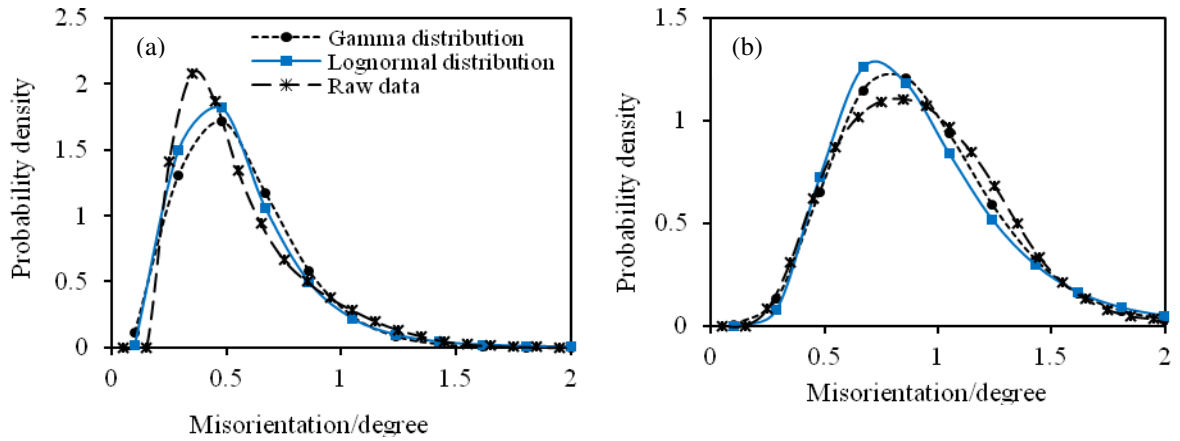 (a)
Gamma distribution
Lognormal distribution
Raw data
Probability density
2.5
2
1.5
1
0.5
0
0 0.5 1 1.5 2
Misorientation/degree
(b)
Probability density
1.5
1
0.5
0
0 0.5 1 1.5 2
Misorientation/degree